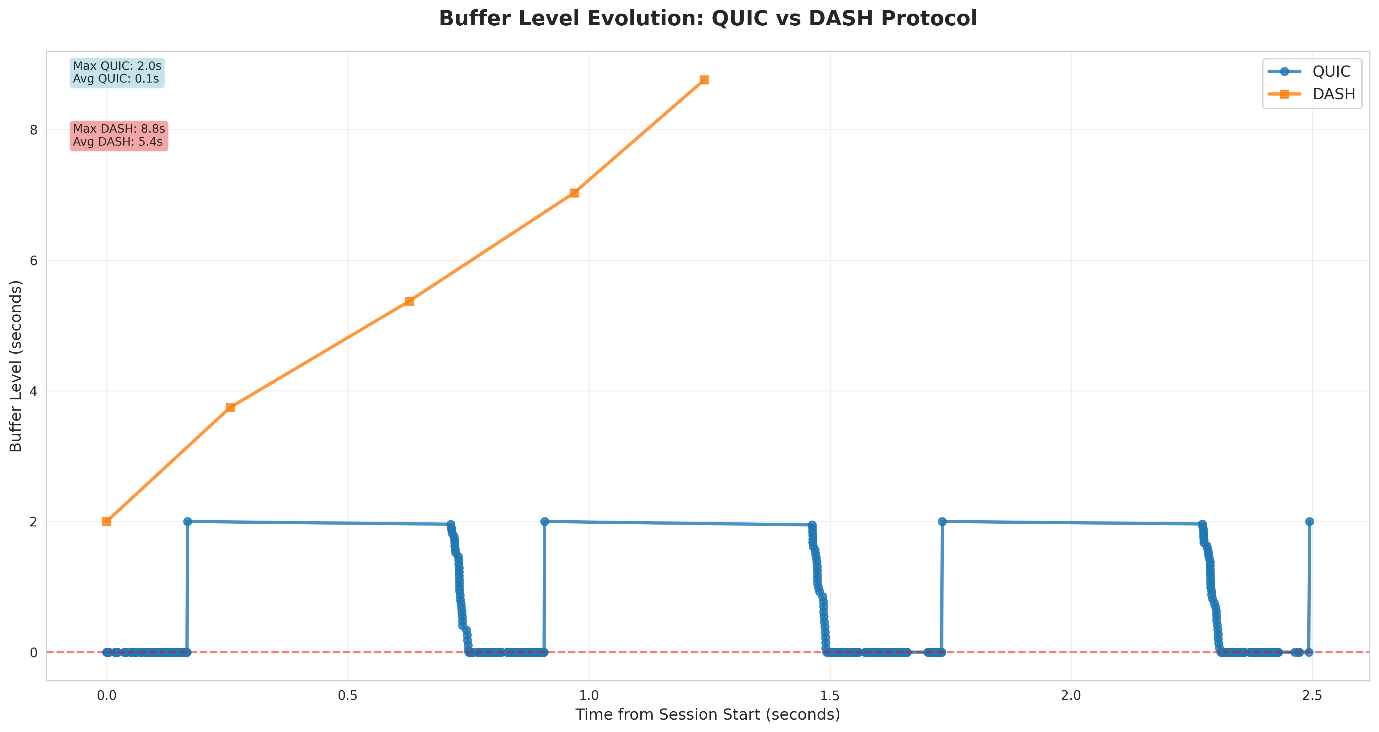 Buffer Level Evolution: QUIC vs DASH Protocol
Max QUIC: 2.0s
Avg QUIC: 0.1s
Max DASH: 8.8s
Avg DASH: 5.4s
QUIC
DASH
Buffer Level (seconds)
8
6
4
2
0
0.0
0.5
1.0
1.5
2.0
2.5
Time from Session Start (seconds)